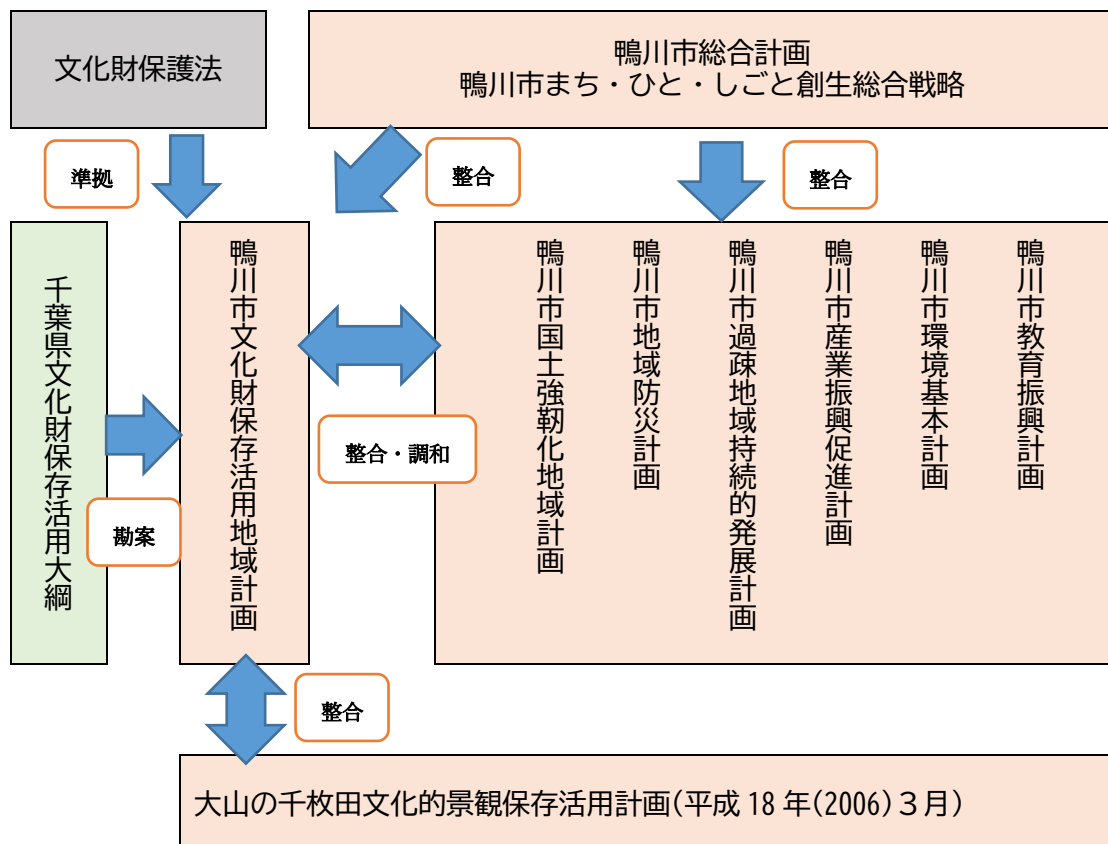 文化財保護法
鴨川市総合計画
鴨川市まち・ひと・しごと創生総合戦略
準拠
整合
整合
千葉県文化財保存活用大綱
勘案
鴨川市文化財保存活用地域計画
整合・調和
鴨川市教育振興計画
鴨川市環境基本計画
鴨川市産業振興促進計画
鴨川市過疎地域持続的発展計画
鴨川市地域防災計画
鴨川市国土強靭化地域計画
整合
大山の千枚田文化的景観保存活用計画(平成 18 年(2006)３月)